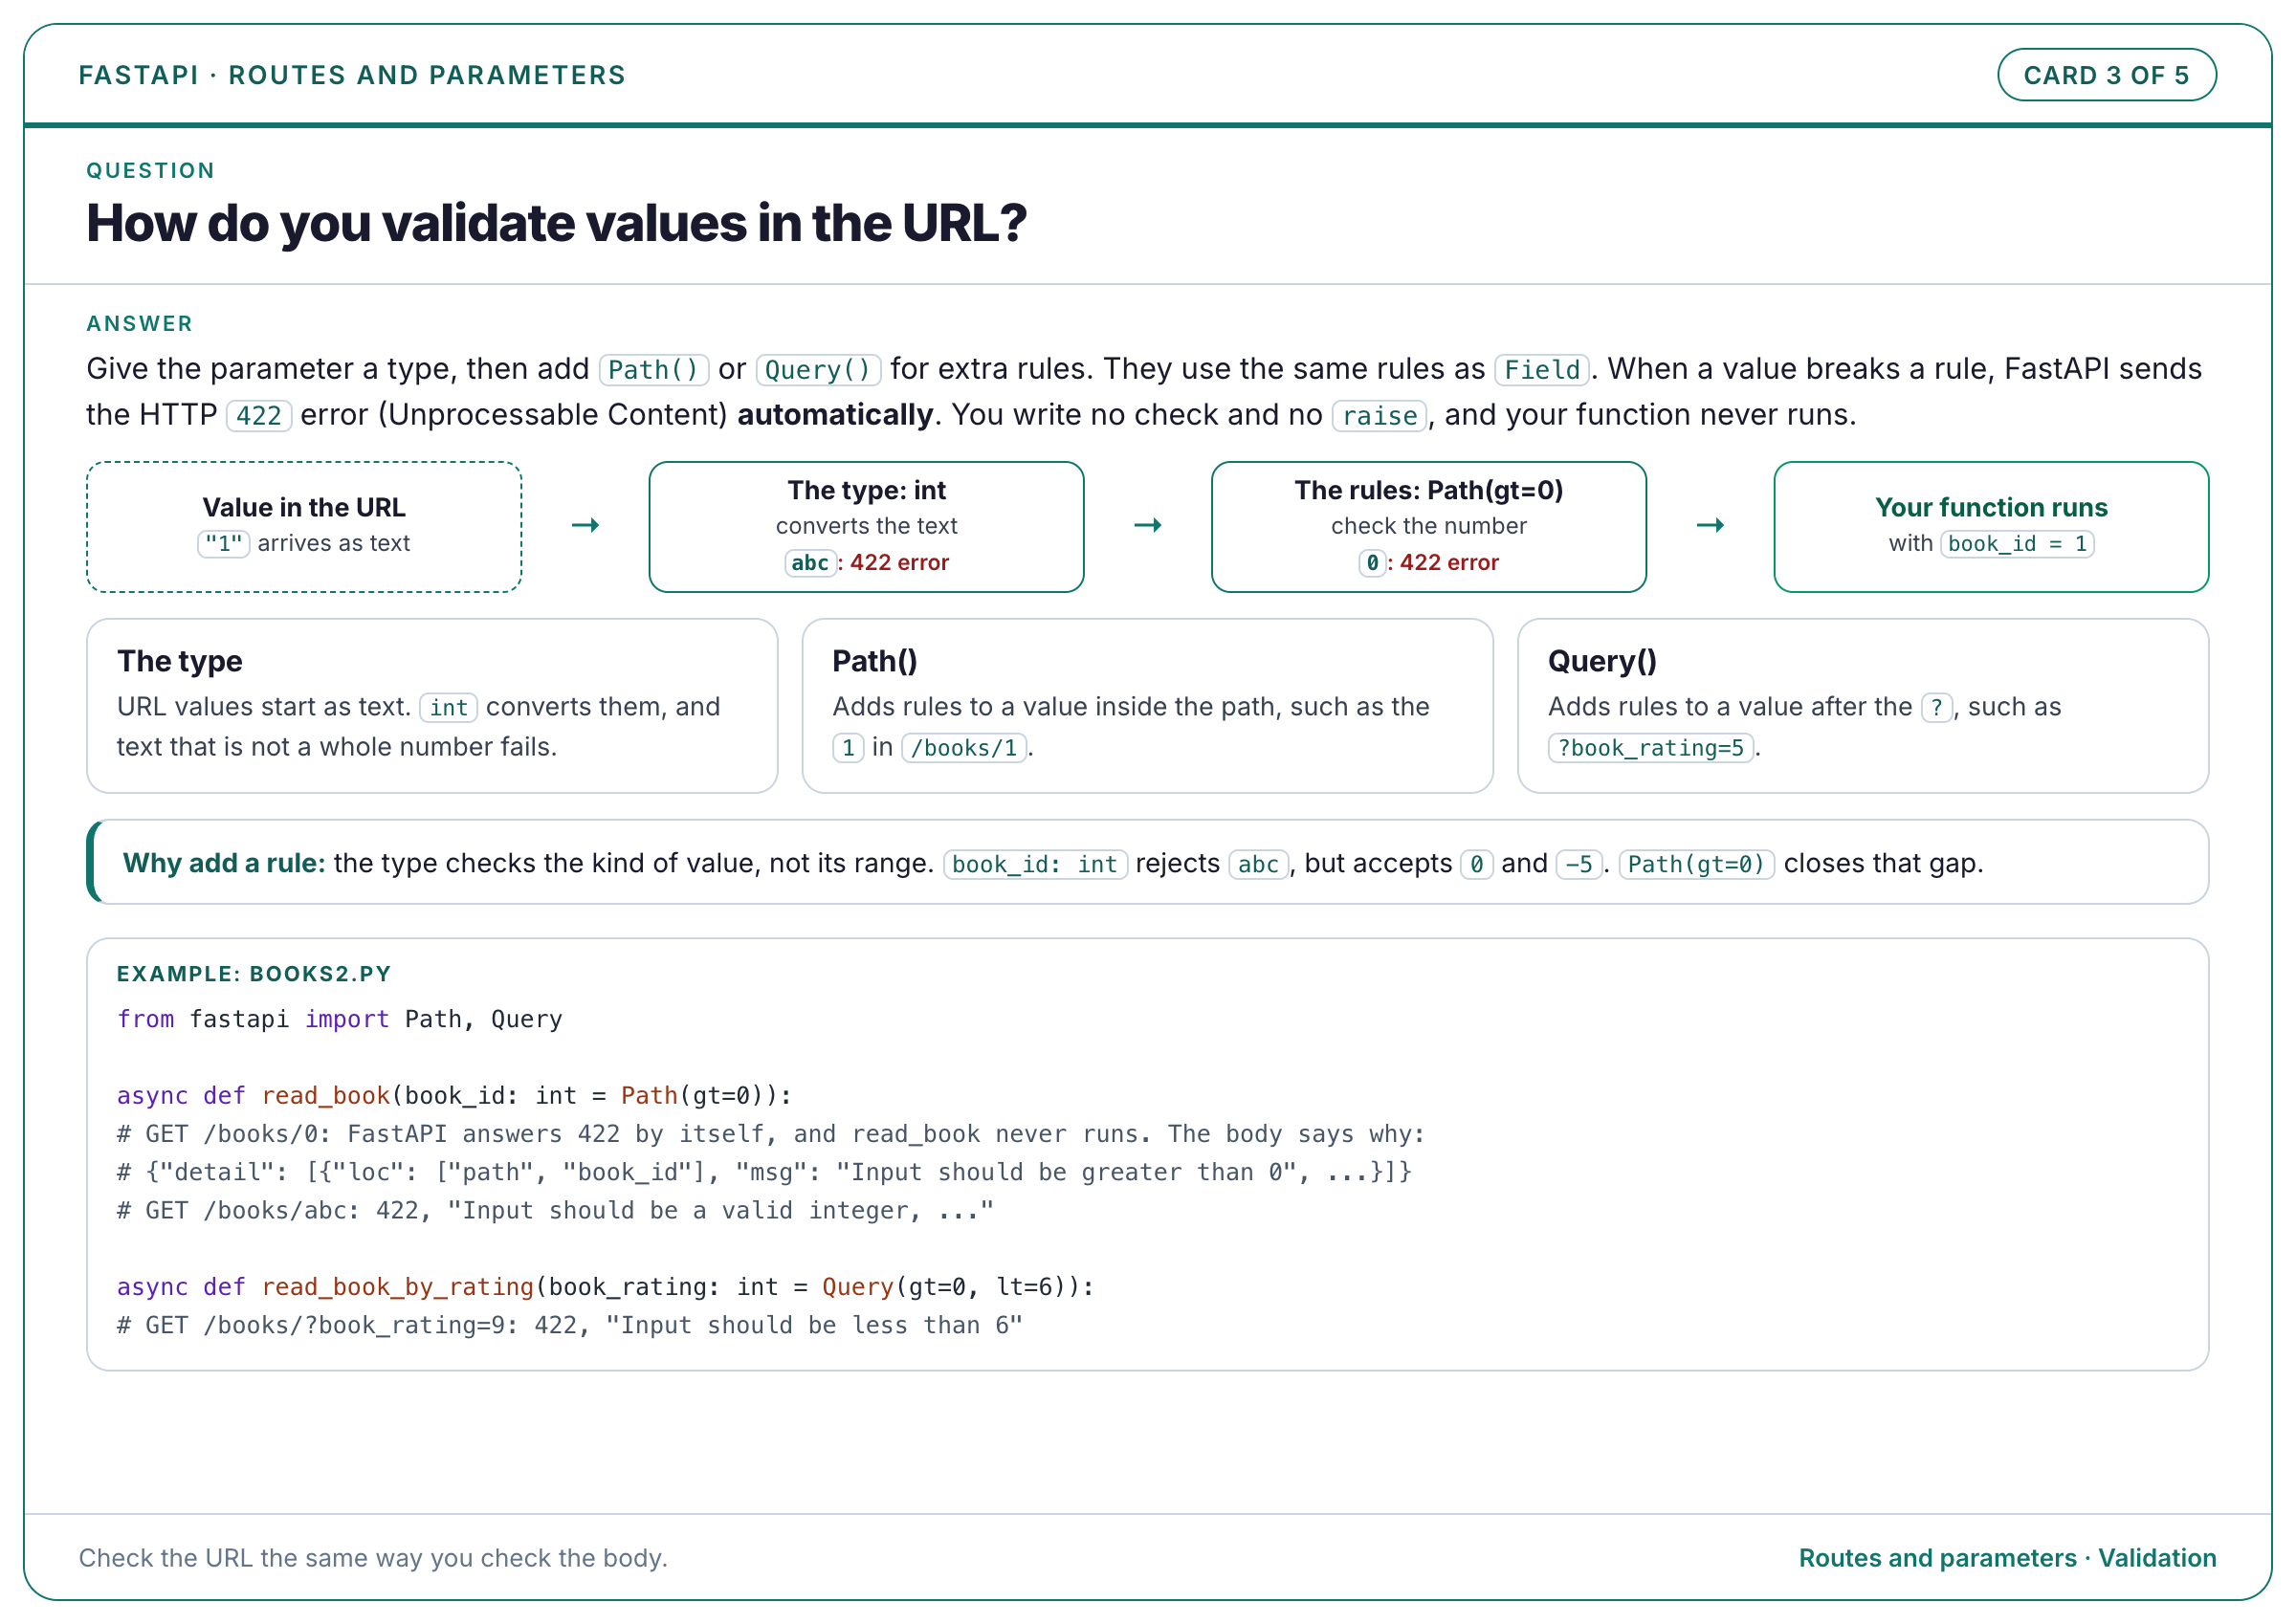 FASTAPI · ROUTES AND PARAMETERS
CARD 3 OF 5
QUESTION
How do you validate values in the URL?
ANSWER
Give the parameter a type, then add Path() or Query() for extra rules. They use the same rules as Field. When a value breaks a rule, FastAPI sends
the HTTP 422 error (Unprocessable Content) automatically. You write no check and no raise, and your function never runs.
Value in the URL
"1" arrives as text
→
The type: int
converts the text
abc: 422 error
→
The rules: Path(gt=0)
check the number
0: 422 error
→
Your function runs
with book_id = 1
The type
URL values start as text. int converts them, and
text that is not a whole number fails.
Path()
Adds rules to a value inside the path, such as the
1 in /books/1.
Query()
Adds rules to a value after the ?, such as
?book_rating=5.
Why add a rule: the type checks the kind of value, not its range. book_id: int rejects abc, but accepts 0 and −5. Path(gt=0) closes that gap.
EXAMPLE: BOOKS2.PY
from fastapi import Path, Query
async def read_book(book_id: int = Path(gt=0)):
# GET /books/0: FastAPI answers 422 by itself, and read_book never runs. The body says why:
# {"detail": [{"loc": ["path", "book_id"], "msg": "Input should be greater than 0", ...}]}
# GET /books/abc: 422, "Input should be a valid integer, ..."
async def read_book_by_rating(book_rating: int = Query(gt=0, lt=6)):
# GET /books/?book_rating=9: 422, "Input should be less than 6"
Check the URL the same way you check the body.
Routes and parameters · Validation